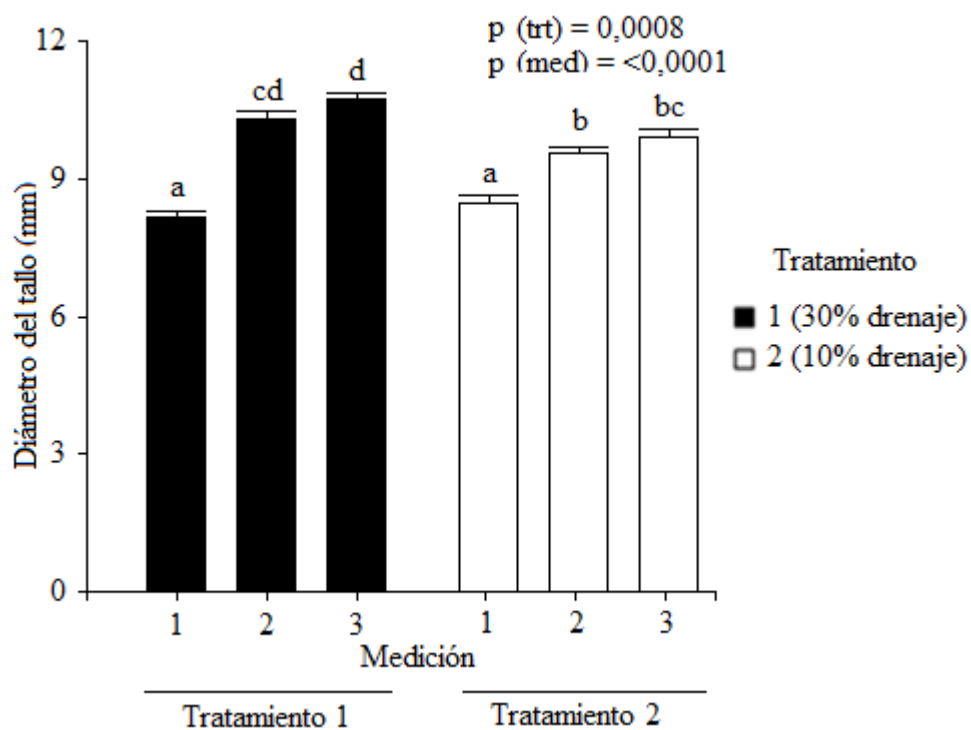 p (trt) = 0,0008
p (med) = <0,0001
12
9
6
3
0
Diámetro del tallo (mm)
a
cd
d
a
b
bc
1 2 3 1 2 3
Medición
Tratamiento 1
Tratamiento 2
Tratamiento
1 (30% drenaje)
2 (10% drenaje)